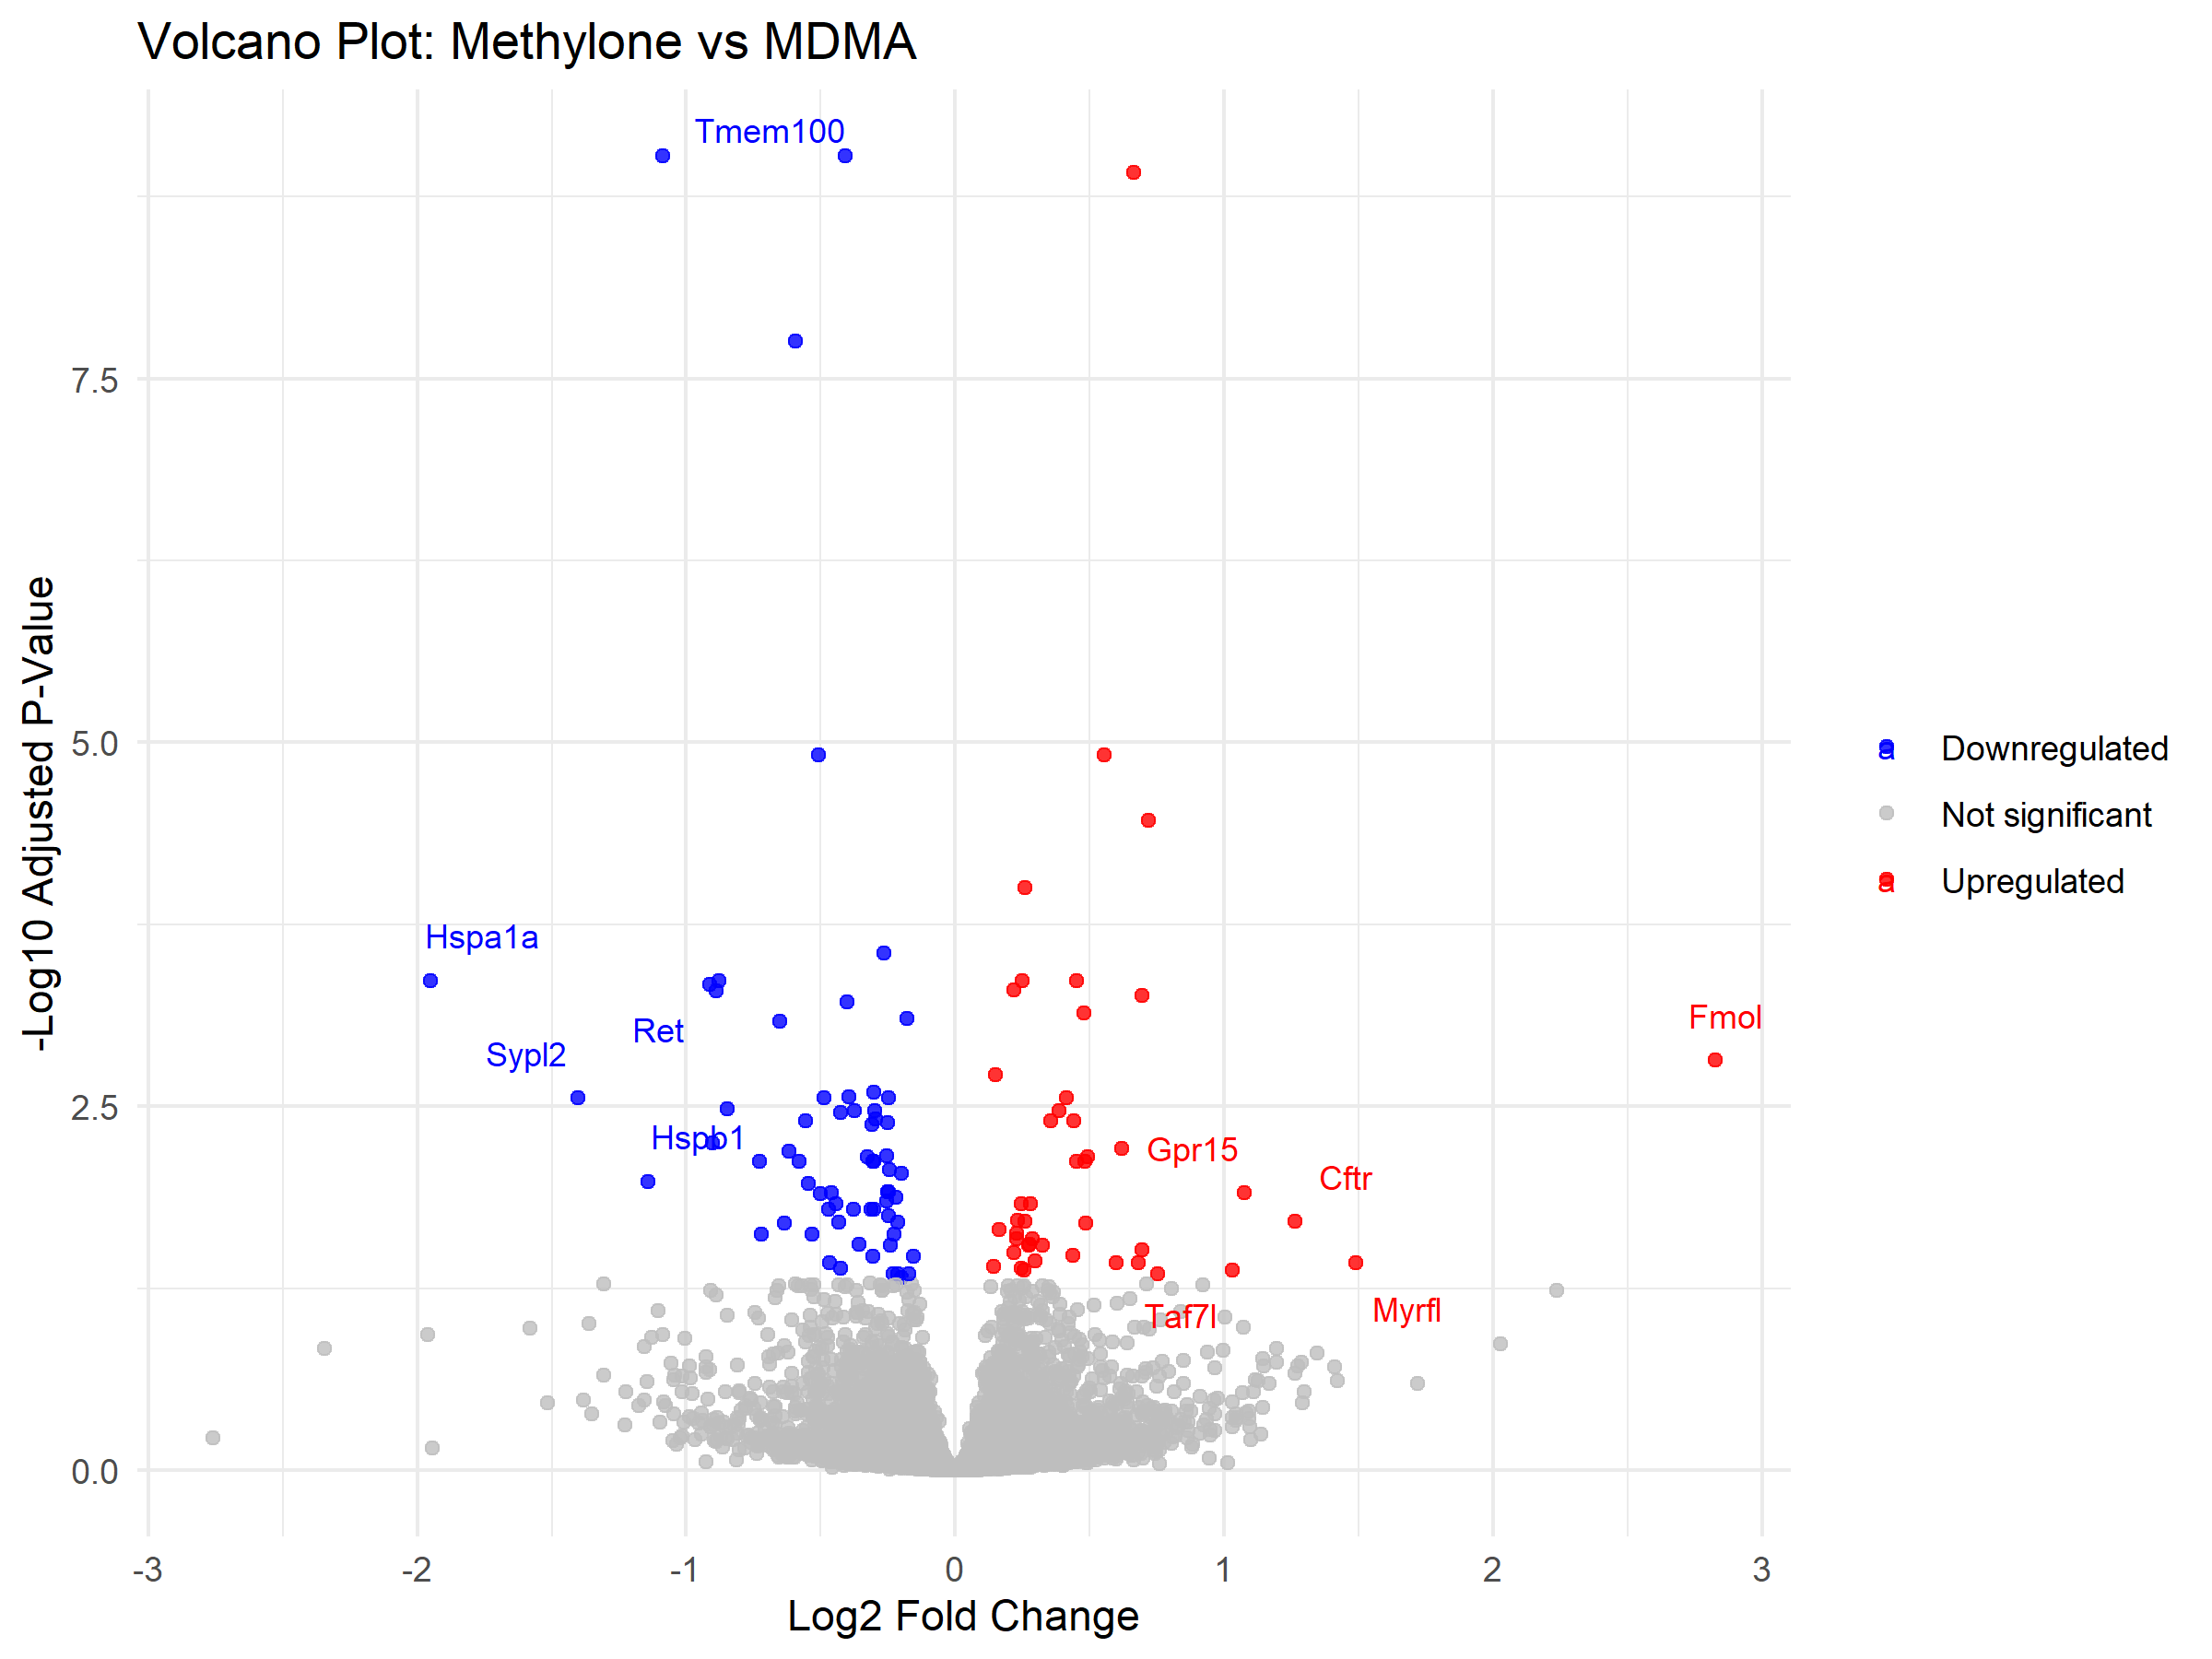 Volcano Plot: Methylone vs MDMA
Tmem100
7.5
5.0
2.5
0.0
-Log10 Adjusted P-Value
Hspa1a
Ret
Sypl2
Hspb1
Fmol
Gpr15
Cftr
Taf7l
Myrfl
a Downregulated
Not significant
a Upregulated
-3 -2 -1 0 1 2 3
Log2 Fold Change